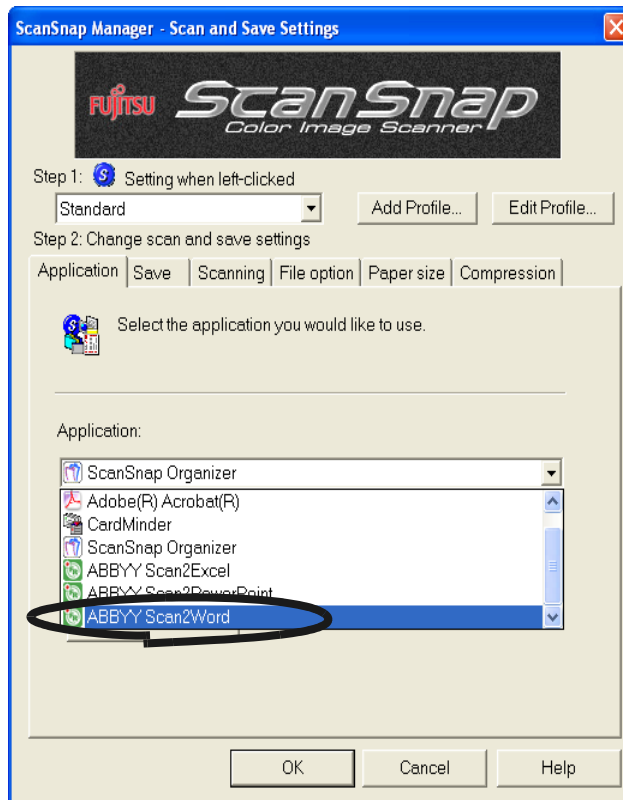 ScanSnap Manager - Scan and Save Settings
FUJITSU ScanSnap
Color Image Scanner
Step 1: S Setting when left-clicked
Standard Add Profile... Edit Profile...
Step 2: Change scan and save settings
Application Save Scanning File option Paper size Compression
Select the application you would like to use.
Application:
ScanSnap Organizer
Adobe(R) Acrobat(R)
CardMinder
ScanSnap Organizer
ABBYY Scan2Excel
ABBYY Scan2PowerPoint
ABBYY Scan2Word
OK Cancel Help